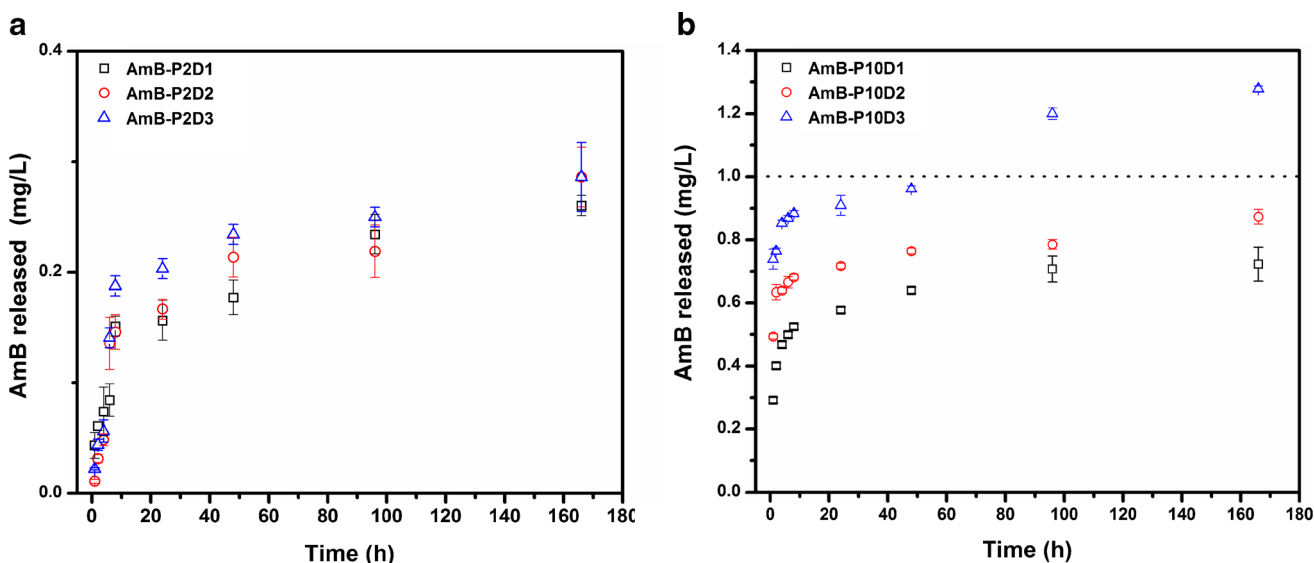 a
AmB released (mg/L)
0.4
0.2
0.0
AmB-P2D1
AmB-P2D2
AmB-P2D3
0 20 40 60 80 100 120 140 160 180
Time (h)
b
AmB released (mg/L)
1.4
1.2
1.0
0.8
0.6
0.4
0.2
0.0
AmB-P10D1
AmB-P10D2
AmB-P10D3
0 20 40 60 80 100 120 140 160 180
Time (h)